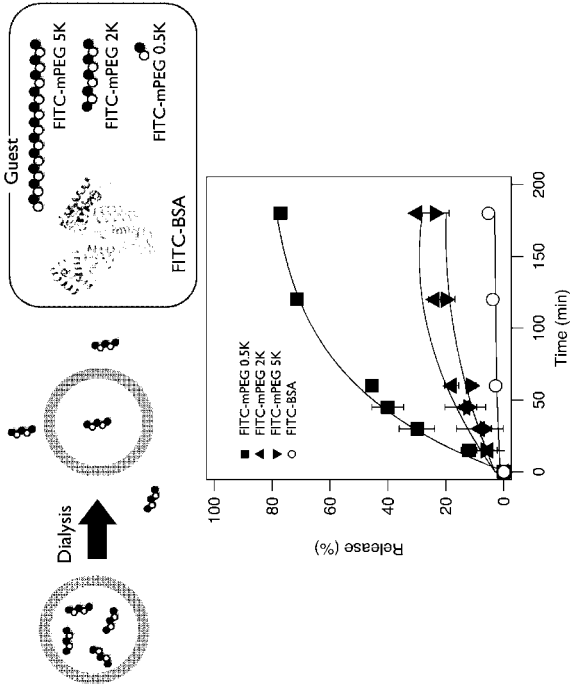 Dialysis
Guest
FITC-mPEG 5K
FITC-mPEG 2K
FITC-mPEG 0.5K
FITC-BSA
Release (%)
100
80
60
40
20
0
FITC-mPEG 0.5K
FITC-mPEG 2K
FITC-mPEG 5K
FITC-BSA
0
50
100
150
200
Time (min)